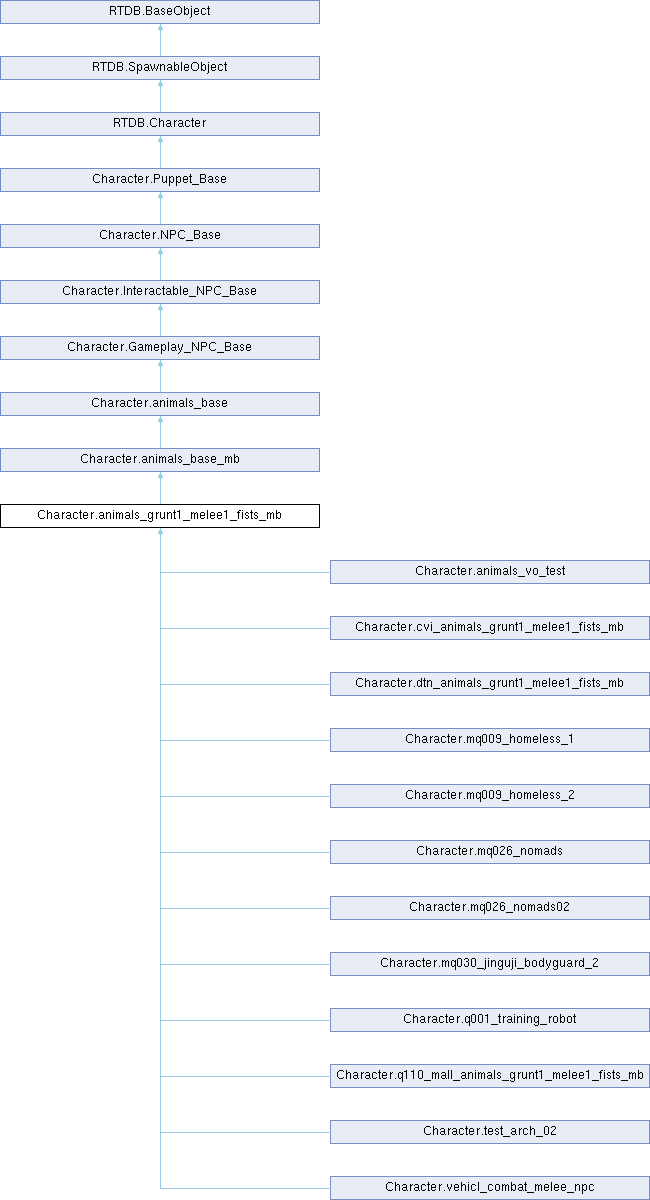 RTDB.BaseObject
RTDB.SpawnableObject
RTDB.Character
Character.Puppet_Base
Character.NPC_Base
Character.Interactable_NPC_Base
Character.Gameplay_NPC_Base
Character.animals_base
Character.animals_base_mb
Character.animals_grunt1_melee1_fists_mb
Character.animals_vo_test
Character.cvi_animals_grunt1_melee1_fists_mb
Character.dtn_animals_grunt1_melee1_fists_mb
Character.mq009_homeless_1
Character.mq009_homeless_2
Character.mq026_nomads
Character.mq026_nomads02
Character.mq030_jinguji_bodyguard_2
Character.q001_training_robot
Character.q110_mall_animals_grunt1_melee1_fists_mb
Character.test_arch_02
Character.vehicl_combat_melee_npc